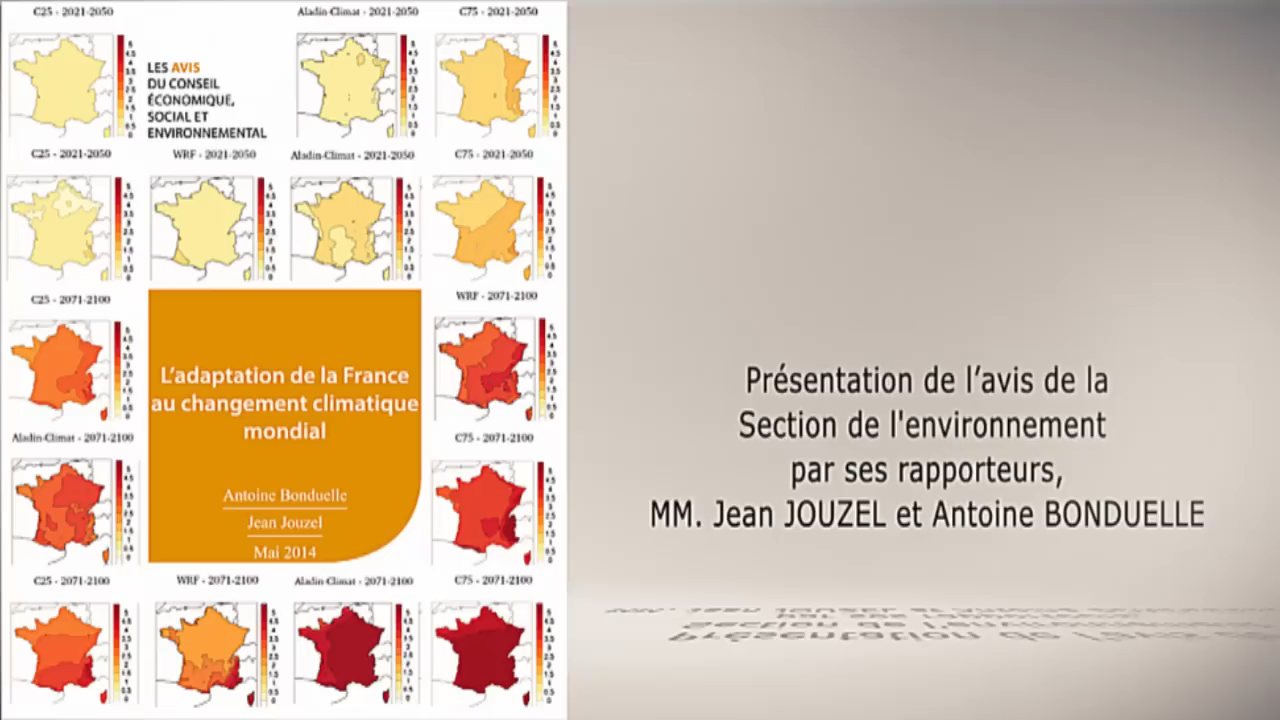 C25 - 2021-2050
Aladin-Climat - 2021-2050
C75 - 2021-2050
LES AVIS
DU CONSEIL
ÉCONOMIQUE,
SOCIAL ET
ENVIRONNEMENTAL
C25 - 2021-2050
WRF - 2021-2050
Aladin-Climat - 2021-2050
C75 - 2021-2050
C25 - 2071-2100
WRF - 2071-2100
L'adaptation de la France
au changement climatique
mondial
Antoine Bonduelle
Jean Jouzel
Mai 2014
Aladin-Climat - 2071-2100
C75 - 2071-2100
C25 - 2071-2100
WRF - 2071-2100
Aladin-Climat - 2071-2100
C75 - 2071-2100
Présentation de l'avis de la
Section de l'environnement
par ses rapporteurs,
MM. Jean JOUZEL et Antoine BONDUELLE